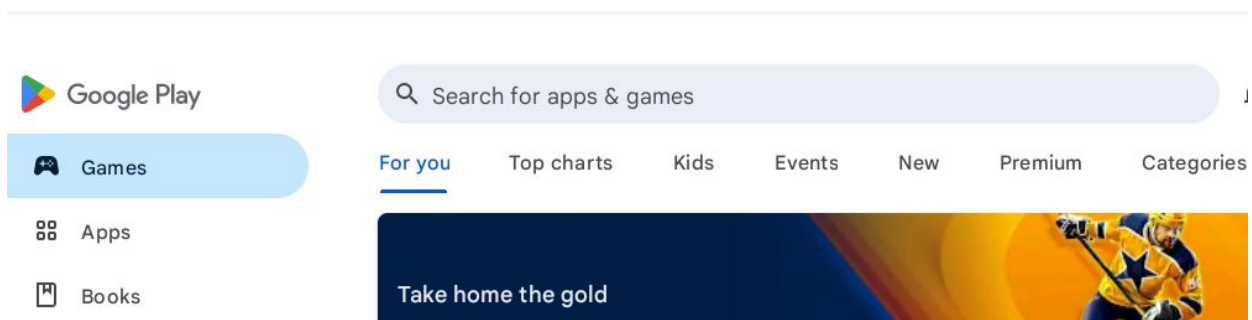 Google Play
Search for apps & games
Games
For you Top charts Kids Events New Premium Categories
Apps
Take home the gold
Books